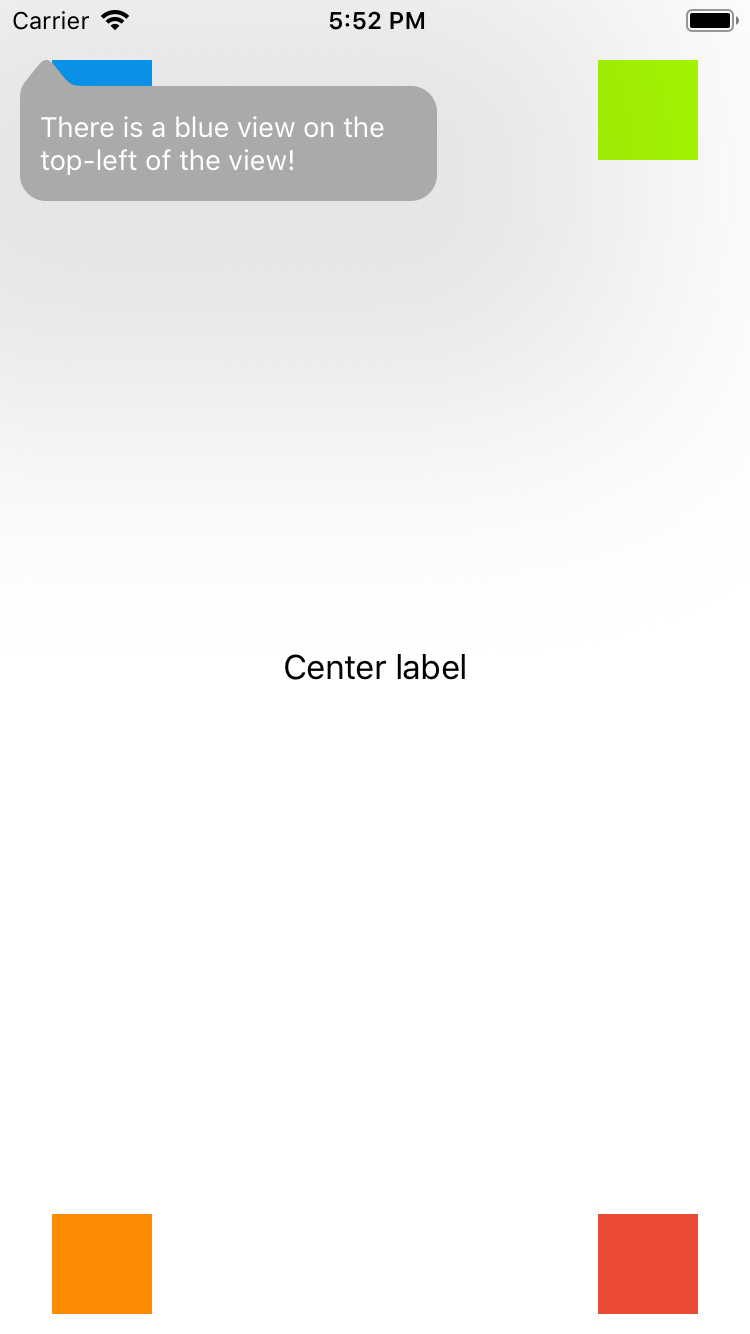 Carrier 5:52 PM
There is a blue view on the
top-left of the view!
Center label